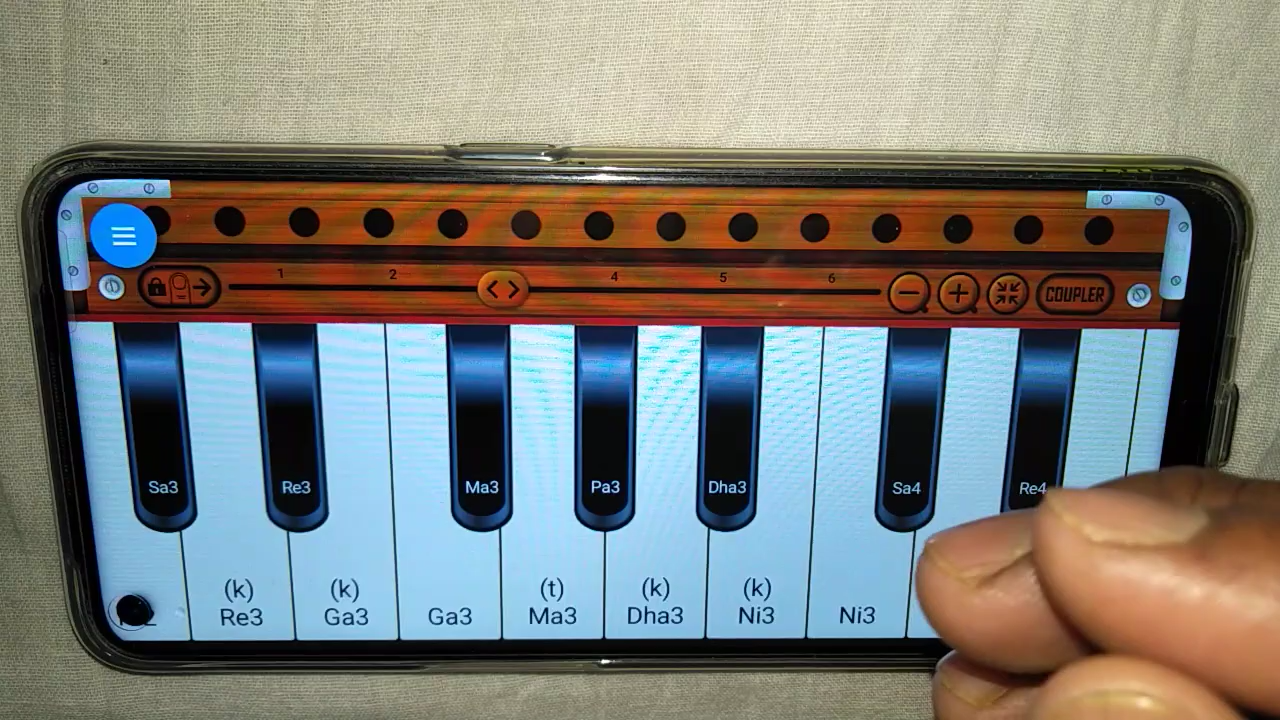 1 2 4 5 6
COUPLER
Sa3 Re3 Ma3 Pa3 Dha3 Sa4 Re4
(k) (k) (t) (k) (k)
Re3 Ga3 Ga3 Ma3 Dha3 Ni3 Ni3